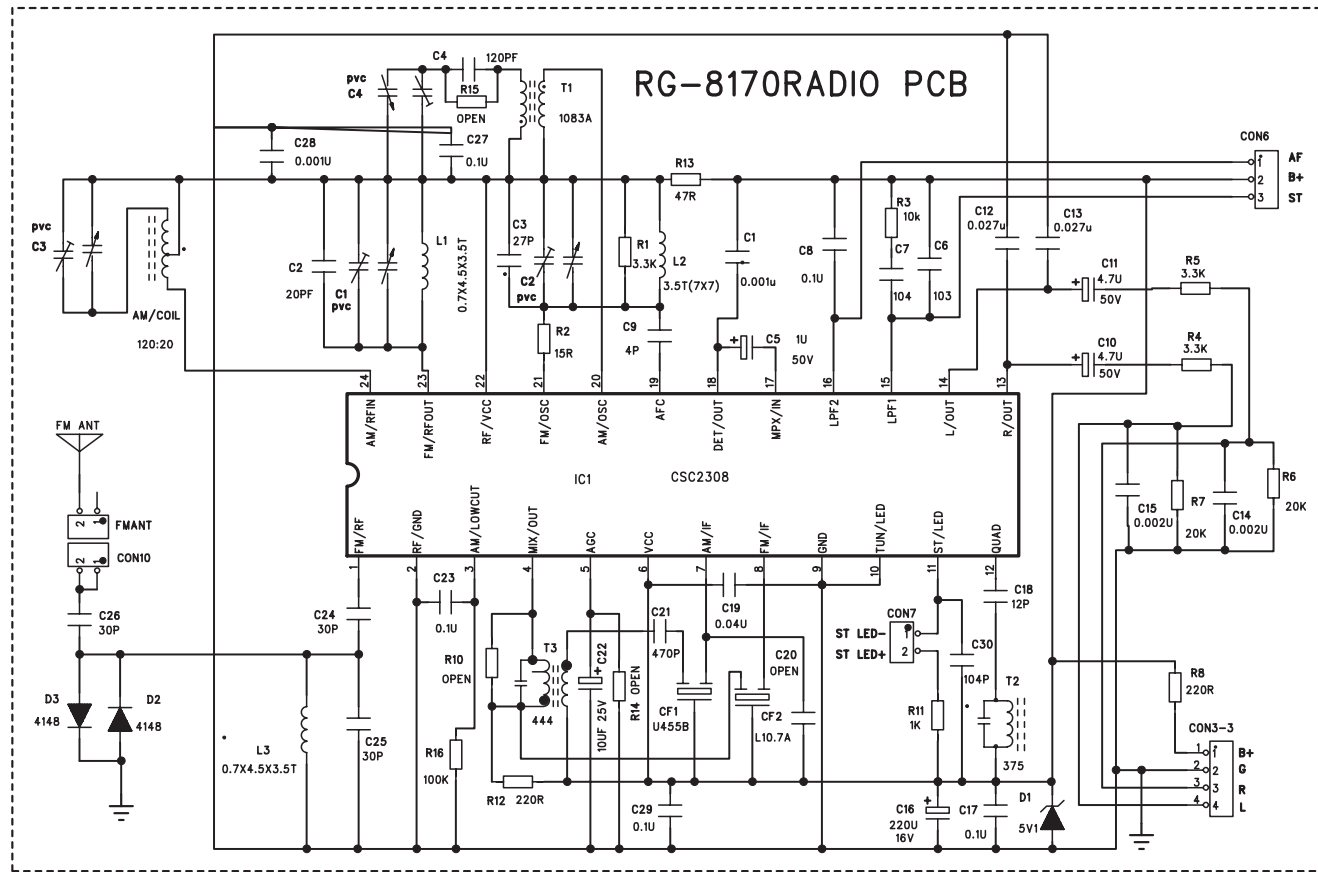 RG-8170RADIO PCB
C4 120PF
pvc
C4
R15
OPEN
T1
1083A
C28
0.001U
C27
0.1U
CON6
1 AF
2 B+
3 ST
R13
47R
pvc
C3
AM/COIL
120:20
C2
20PF
C1
pvc
L1
0.7X4.5X3.5T
C3
27P
C2
pvc
R1
3.3K
L2
3.5T(7X7)
R2
15R
C9
4P
C1
0.001u
C5
1U
50V
+
C8
0.1U
R3
10k
C7
104
C6
103
C12
0.027u
C13
0.027u
C11
+ 4.7U
50V
R5
3.3K
C10
+ 4.7U
50V
R4
3.3K
24 23 22 21 20 19 18 17 16 15 14 13
AM/RFIN
FM/RFOUT
RF/VCC
FM/OSC
AM/OSC
AFC
DET/OUT
MPX/IN
LPF2
LPF1
L/OUT
R/OUT
IC1 CSC2308
FM/RF
RF/GND
AM/LOWCUT
MIX/OUT
AGC
VCC
AM/IF
FM/IF
GND
TUN/LED
ST/LED
QUAD
1 2 3 4 5 6 7 8 9 10 11 12
FM ANT
2 1
FMANT
2 1
CON10
C26
30P
D3
4148
D2
4148
L3
0.7X4.5X3.5T
C24
30P
C25
30P
C23
0.1U
R16
100K
R10
OPEN
T3
444
R12 220R
C22
+
10UF 25V
R14 OPEN
C21
470P
CF1
U455B
C19
0.04U
C20
OPEN
CF2
L10.7A
C29
0.1U
CON7
ST LED- 1
ST LED+ 2
C30
104P
R11
1K
C18
12P
T2
375
C16
220U
16V
+
C17
0.1U
D1
5V1
C15
0.002U
R7
20K
C14
0.002U
R6
20K
R8
220R
CON3-3
1 1 B+
2 2 G
3 3 R
4 4 L